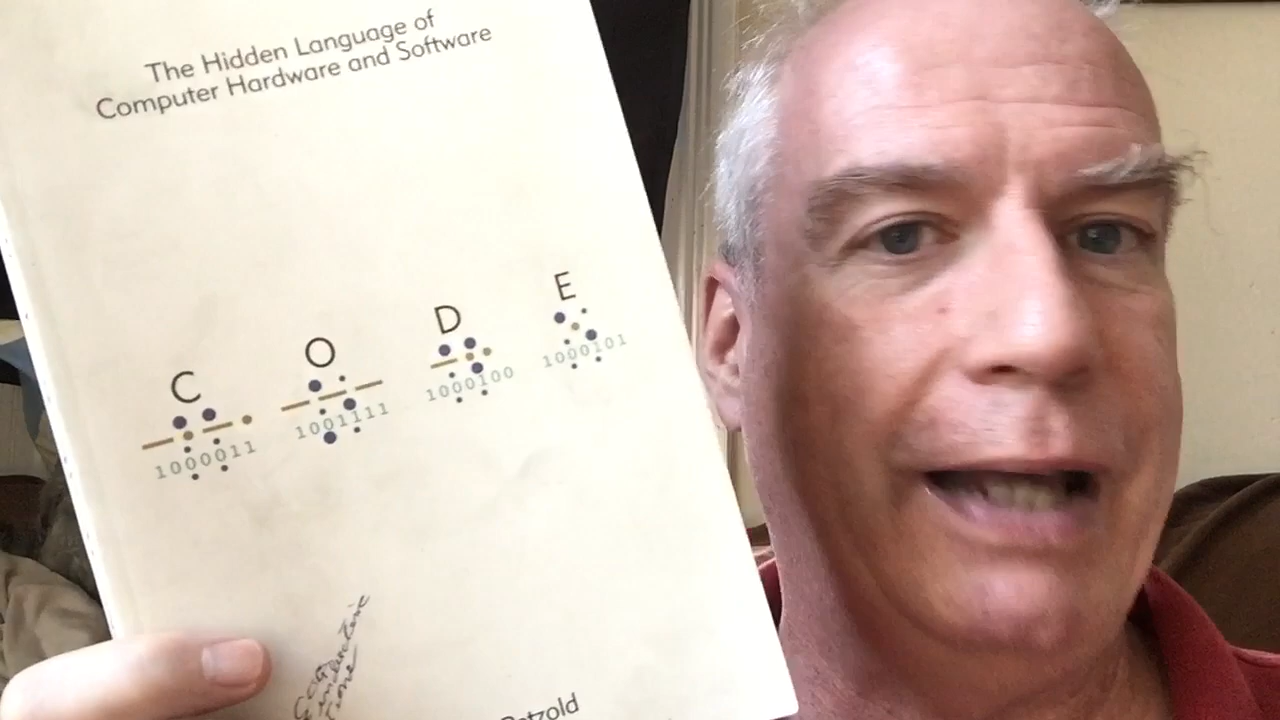 The Hidden Language of
Computer Hardware and Software
C O D E
1000011 1001111 1000100 1000101